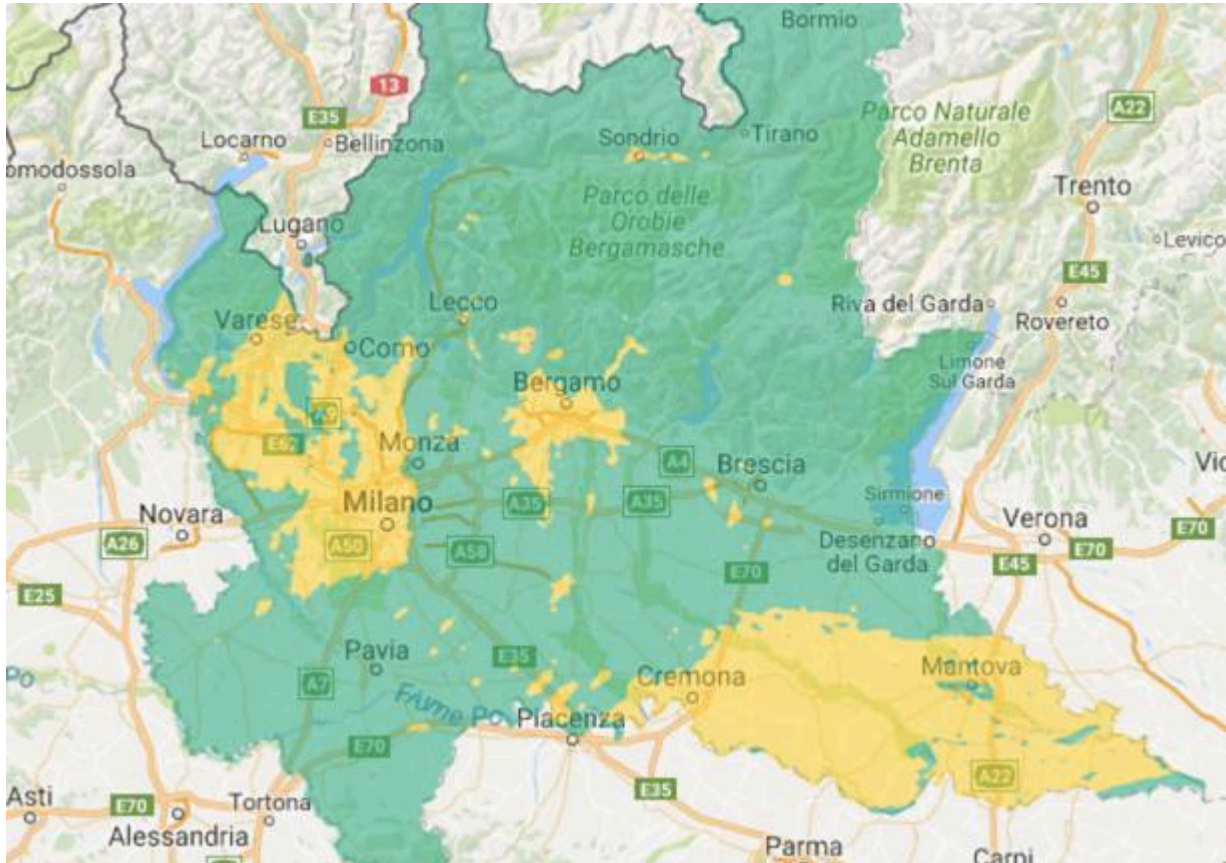 Bormio
13
A22
E35
Parco Naturale
Adamello
Brenta
Locarno
Bellinzona
Sondrio
Tirano
omodossola
Trento
Parco delle
Orobie
Bergamasche
Lugano
Levico
E45
Lecco
Riva del Garda
Rovereto
Varese
Como
Limone
Sul Garda
Bergamo
A9
E62
Monza
A4
Brescia
Vic
Milano
A35
A35
Sirmione
Novara
Verona
A26
A50
A58
Desenzano
del Garda
E70
E70
E45
E70
E25
Pavia
E35
Mantova
Po
A7
Cremona
Fiume Po
Piacenza
E70
A22
E35
Asti
E70
Tortona
Alessandria
Parma
Carpi